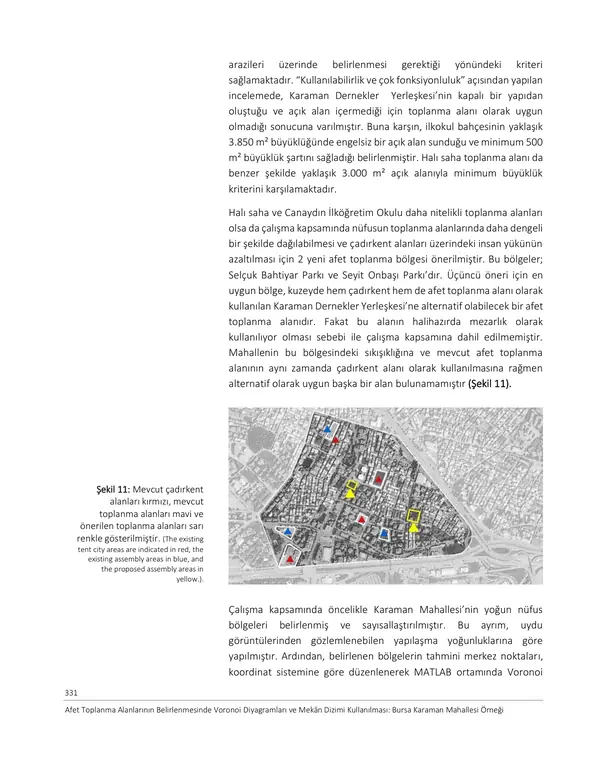 arazileri üzerinde belirlenmesi gerektiği yönündeki kriteri
sağlamaktadır. “Kullanılabilirlik ve çok fonksiyonluluk” açısından yapılan
incelemede, Karaman Dernekler Yerleşkesi’nin kapalı bir yapıdan
oluştuğu ve açık alan içermediği için toplanma alanı olarak uygun
olmadığı sonucuna varılmıştır. Buna karşın, ilkokul bahçesinin yaklaşık
3.850 m² büyüklüğünde engelsiz bir açık alan sunduğu ve minimum 500
m² büyüklük şartını sağladığı belirlenmiştir. Halı saha toplanma alanı da
benzer şekilde yaklaşık 3.000 m² açık alanıyla minimum büyüklük
kriterini karşılamaktadır.
Halı saha ve Canaydın İlköğretim Okulu daha nitelikli toplanma alanları
olsa da çalışma kapsamında nüfusun toplanma alanlarında daha dengeli
bir şekilde dağılabilmesi ve çadırkent alanları üzerindeki insan yükünün
azaltılması için 2 yeni afet toplanma bölgesi önerilmiştir. Bu bölgeler;
Selçuk Bahtiyar Parkı ve Seyit Onbaşı Parkı’dır. Üçüncü öneri için en
uygun bölge, kuzeyde hem çadırkent hem de afet toplanma alanı olarak
kullanılan Karaman Dernekler Yerleşkesi’ne alternatif olabilecek bir afet
toplanma alanıdır. Fakat bu alanın halihazırda mezarlık olarak
kullanılıyor olması sebebi ile çalışma kapsamına dahil edilmemiştir.
Mahallenin bu bölgesindeki sıkışıklığına ve mevcut afet toplanma
alanının aynı zamanda çadırkent alanı olarak kullanılmasına rağmen
alternatif olarak uygun başka bir alan bulunamamıştır (Şekil 11).
Şekil 11: Mevcut çadırkent
alanları kırmızı, mevcut
toplanma alanları mavi ve
önerilen toplanma alanları sarı
renkle gösterilmiştir. (The existing
tent city areas are indicated in red, the
existing assembly areas in blue, and
the proposed assembly areas in
yellow.).
Çalışma kapsamında öncelikle Karaman Mahallesi’nin yoğun nüfus
bölgeleri belirlenmiş ve sayısallaştırılmıştır. Bu ayrım, uydu
görüntülerinden gözlemlenebilen yapılaşma yoğunluklarına göre
yapılmıştır. Ardından, belirlenen bölgelerin tahmini merkez noktaları,
koordinat sistemine göre düzenlenerek MATLAB ortamında Voronoi
331
Afet Toplanma Alanlarının Belirlenmesinde Voronoi Diyagramları ve Mekân Dizimi Kullanılması: Bursa Karaman Mahallesi Örneği